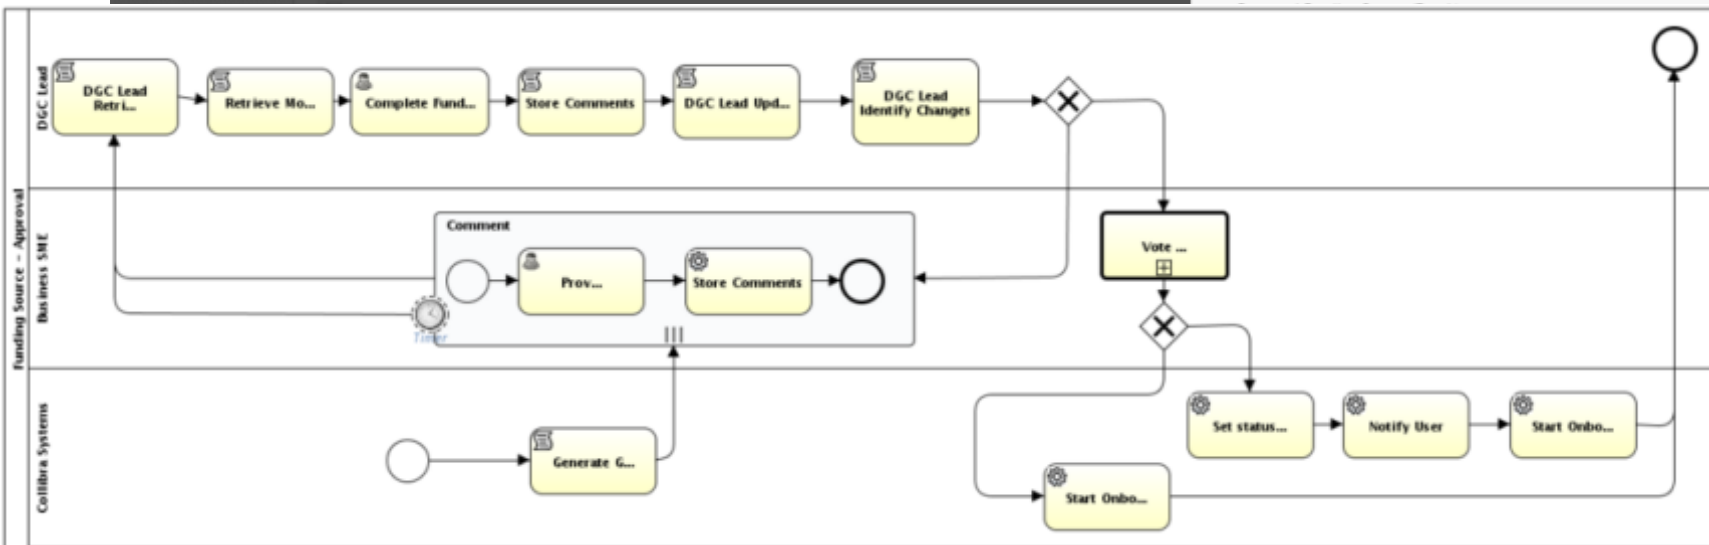 Funding Source - Approval
DGC Lead
DGC Lead
Retri...
Retrieve Mo...
Complete Fund...
Store Comments
DGC Lead Upd...
DGC Lead
Identify Changes
Business SME
Comment
Prov...
Store Comments
Timer
Vote ...
Collibra Systems
Generate G...
Set status...
Notify User
Start Onbo...
Start Onbo...